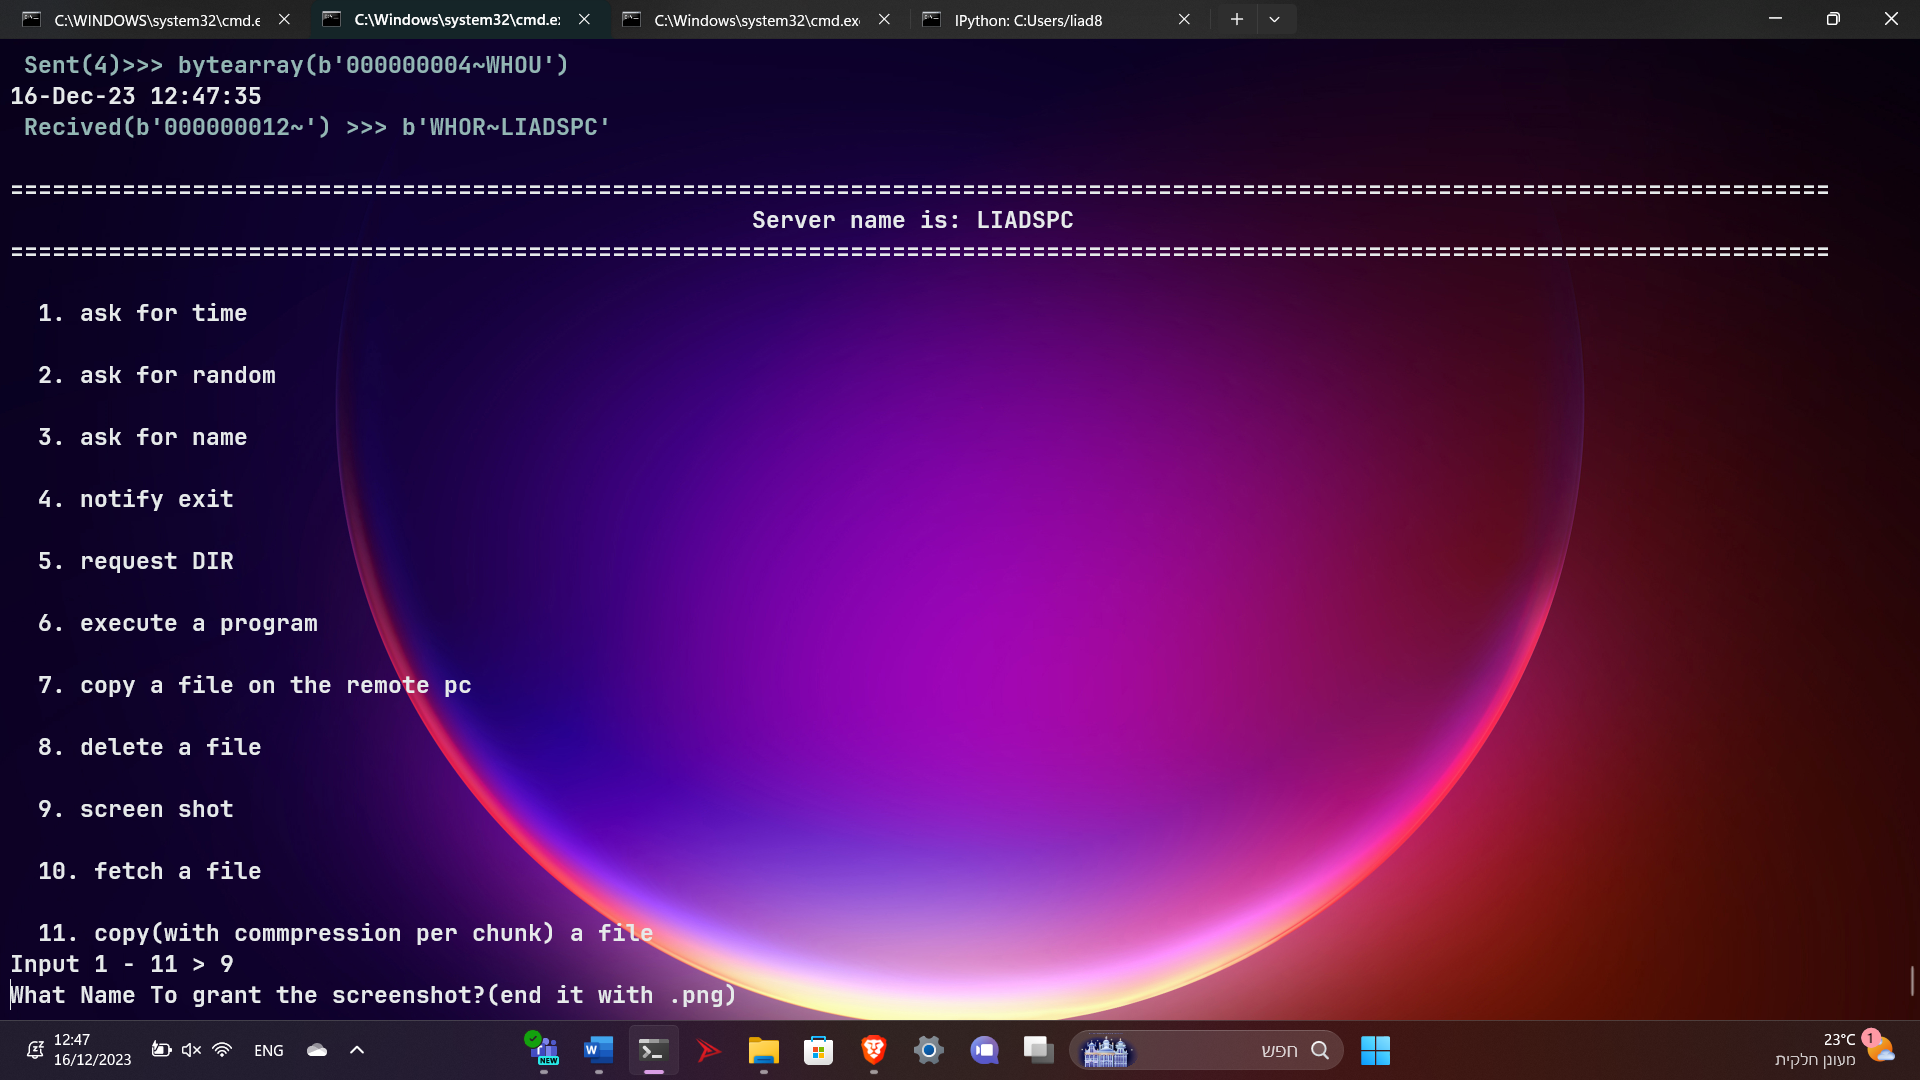 C:\WINDOWS\system32\cmd.e
C:\Windows\system32\cmd.e
C:\Windows\system32\cmd.ex
IPython: C:Users/liad8
Sent(4)>>> bytearray(b'000000004~WHOU')
16-Dec-23 12:47:35
Recived(b'000000012~') >>> b'WHOR~LIADSPC'
==================================================================================================================================
Server name is: LIADSPC
==================================================================================================================================
1. ask for time
2. ask for random
3. ask for name
4. notify exit
5. request DIR
6. execute a program
7. copy a file on the remote pc
8. delete a file
9. screen shot
10. fetch a file
11. copy(with commpression per chunk) a file
Input 1 - 11 > 9
What Name To grant the screenshot?(end it with .png)
12:47
16/12/2023
ENG
NEW
חפש
23°C
1
מעונן חלקית